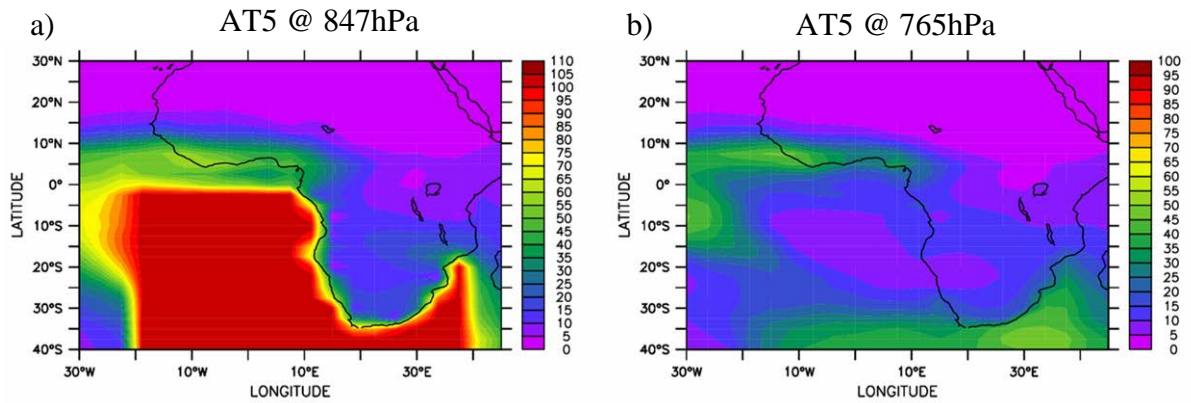 a) AT5 @ 847hPa
30°N
20°N
10°N
0°
10°S
20°S
30°S
40°S
LATITUDE
30°W
10°W
10°E
30°E
LONGITUDE
110
105
100
95
90
85
80
75
70
65
60
55
50
45
40
35
30
25
20
15
10
5
0
b) AT5 @ 765hPa
30°N
20°N
10°N
0°
10°S
20°S
30°S
40°S
LATITUDE
30°W
10°W
10°E
30°E
LONGITUDE
100
95
90
85
80
75
70
65
60
55
50
45
40
35
30
25
20
15
10
5
0